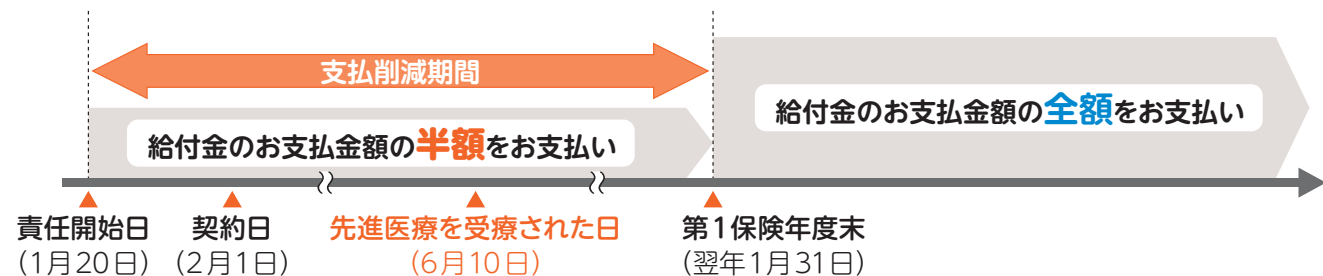 支払削減期間
給付金のお支払金額の全額をお支払い
給付金のお支払金額の半額をお支払い
責任開始日
(1月20日)
契約日
(2月1日)
先進医療を受療された日
(6月10日)
第1保険年度末
(翌年1月31日)